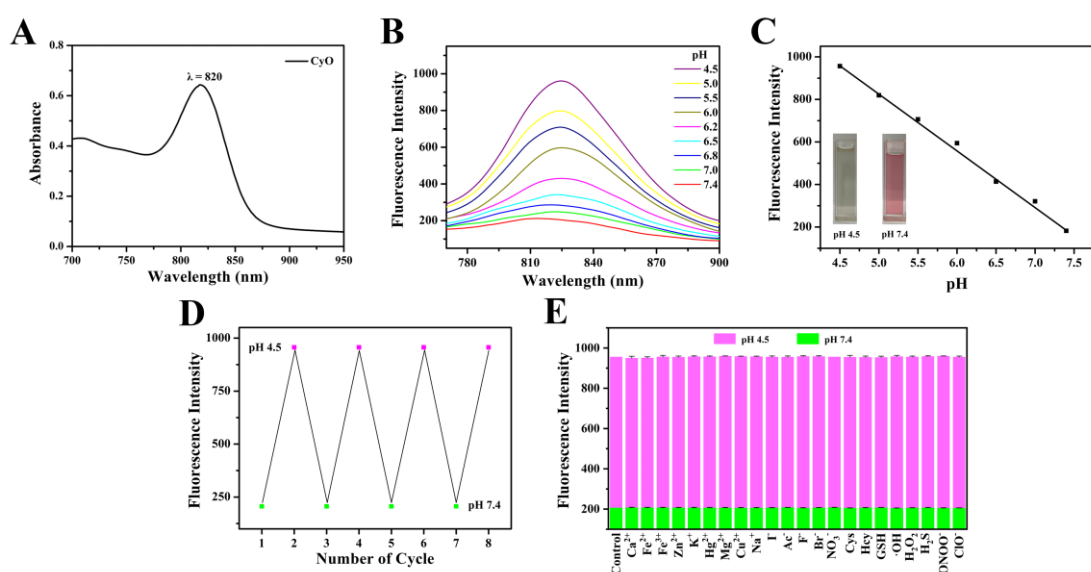 A
0.8
0.6
0.4
0.2
0.0
Absorbance
700 750 800 850 900 950
Wavelength (nm)
λ = 820
CyO
B
1000
800
600
400
200
Fluorescence Intensity
780 810 840 870 900
Wavelength (nm)
pH
4.5
5.0
5.5
6.0
6.2
6.5
6.8
7.0
7.4
C
1000
800
600
400
200
Fluorescence Intensity
4.5 5.0 5.5 6.0 6.5 7.0 7.5
pH
pH 4.5
pH 7.4
D
1000
750
500
250
Fluorescence Intensity
pH 4.5
pH 7.4
1 2 3 4 5 6 7 8
Number of Cycle
E
pH 4.5
pH 7.4
1000
800
600
400
200
Fluorescence Intensity
Control
Ca²⁺
Fe²⁺
Fe³⁺
Zn²⁺
K⁺
Hg²⁺
Mg²⁺
Cu²⁺
Na⁺
I⁻
Ac⁻
F⁻
Br⁻
NO₃⁻
Cys
Hcy
GSH
·OH
H₂O₂
H₂S
ONOO⁻
ClO⁻